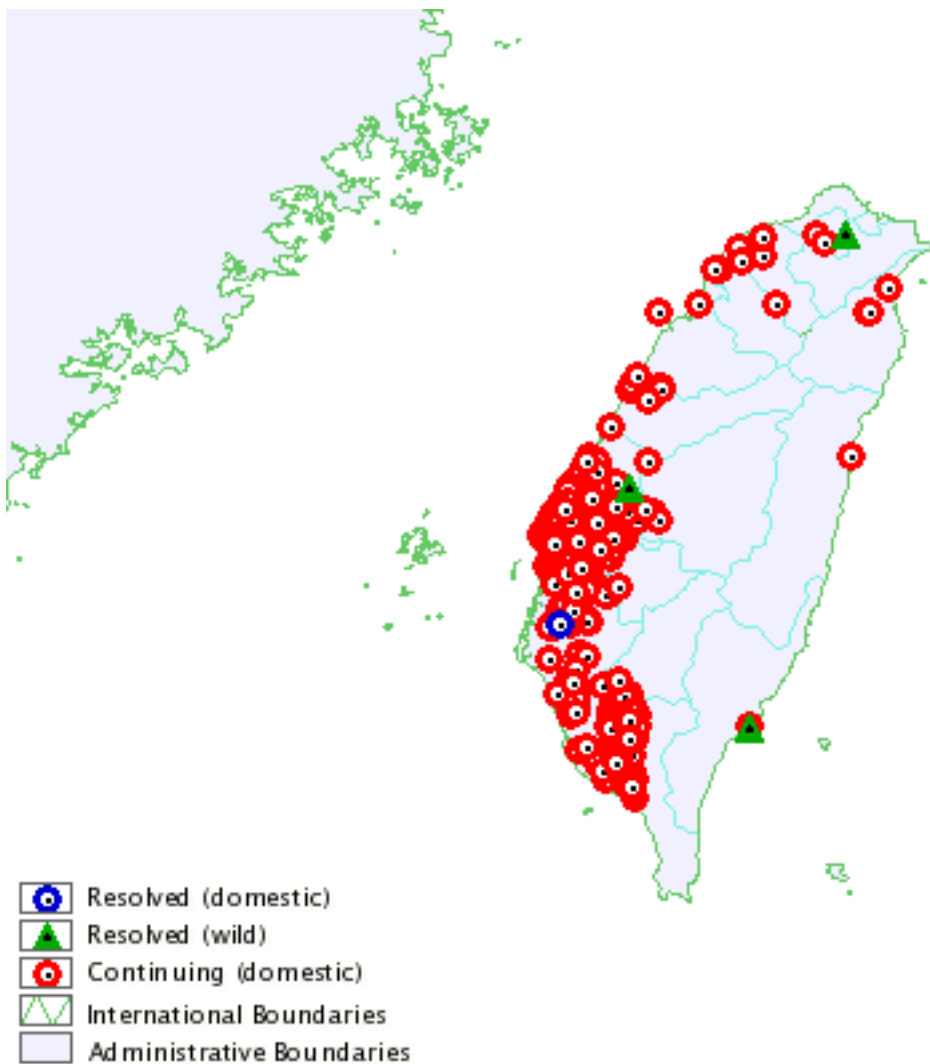 Resolved (domestic)
Resolved (wild)
Continuing (domestic)
International Boundaries
Administrative Boundaries